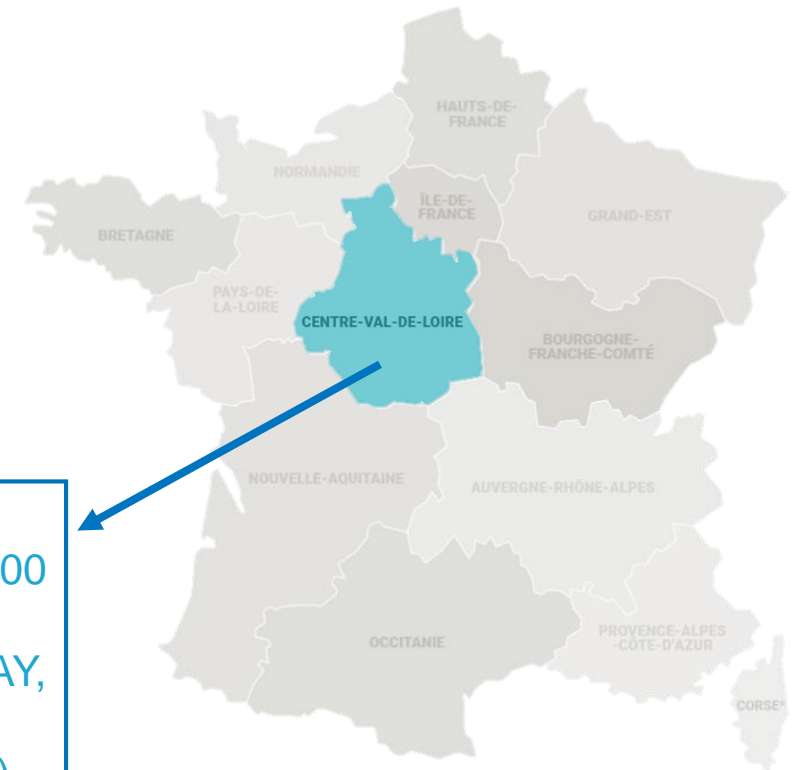 HAUTS-DE-
FRANCE
NORMANDIE
ÎLE-DE-
FRANCE
GRAND-EST
BRETAGNE
PAYS-DE-
LA-LOIRE
CENTRE-VAL-DE-LOIRE
BOURGOGNE-
FRANCHE-COMTÉ
NOUVELLE-AQUITAINE
AUVERGNE-RHÔNE-ALPES
00
AY,
)
OCCITANIE
PROVENCE-ALPES
-CÔTE-D'AZUR
CORSE*